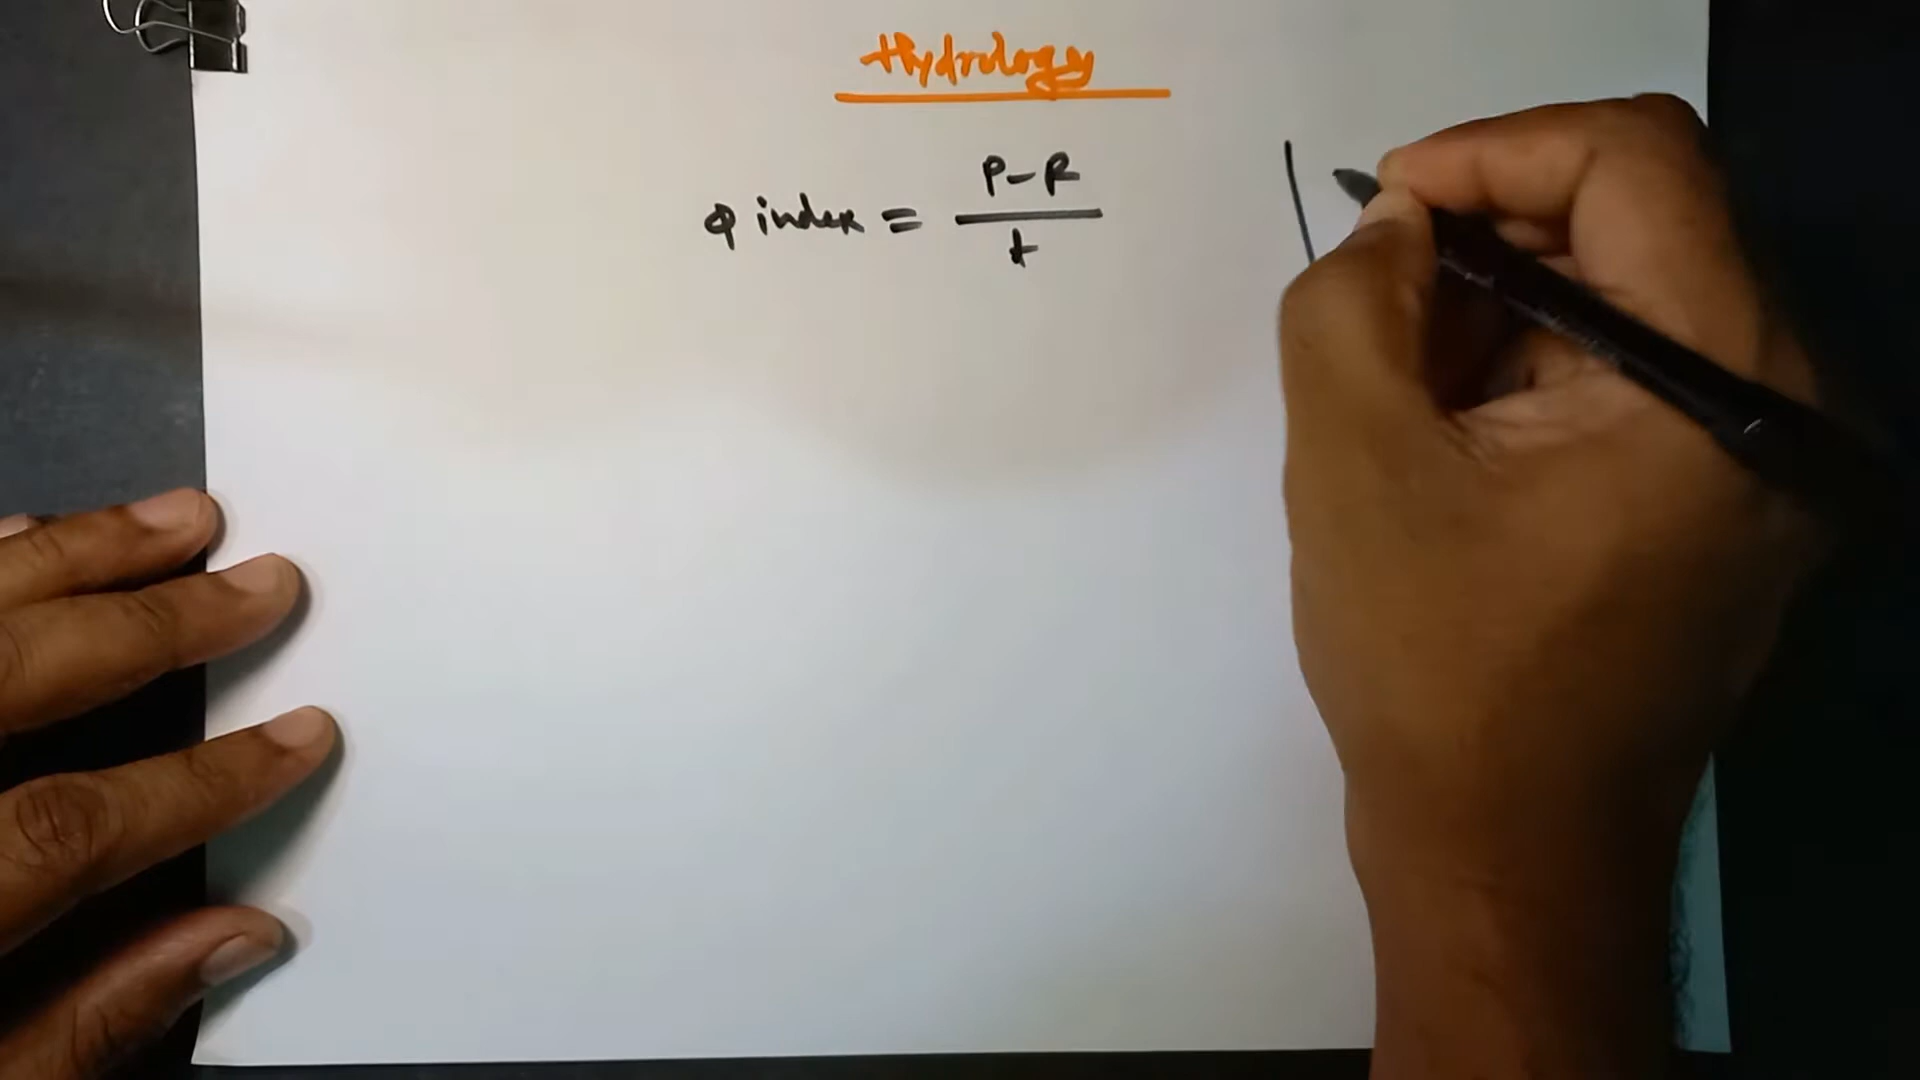 Hydrology
φ index = P-R / t